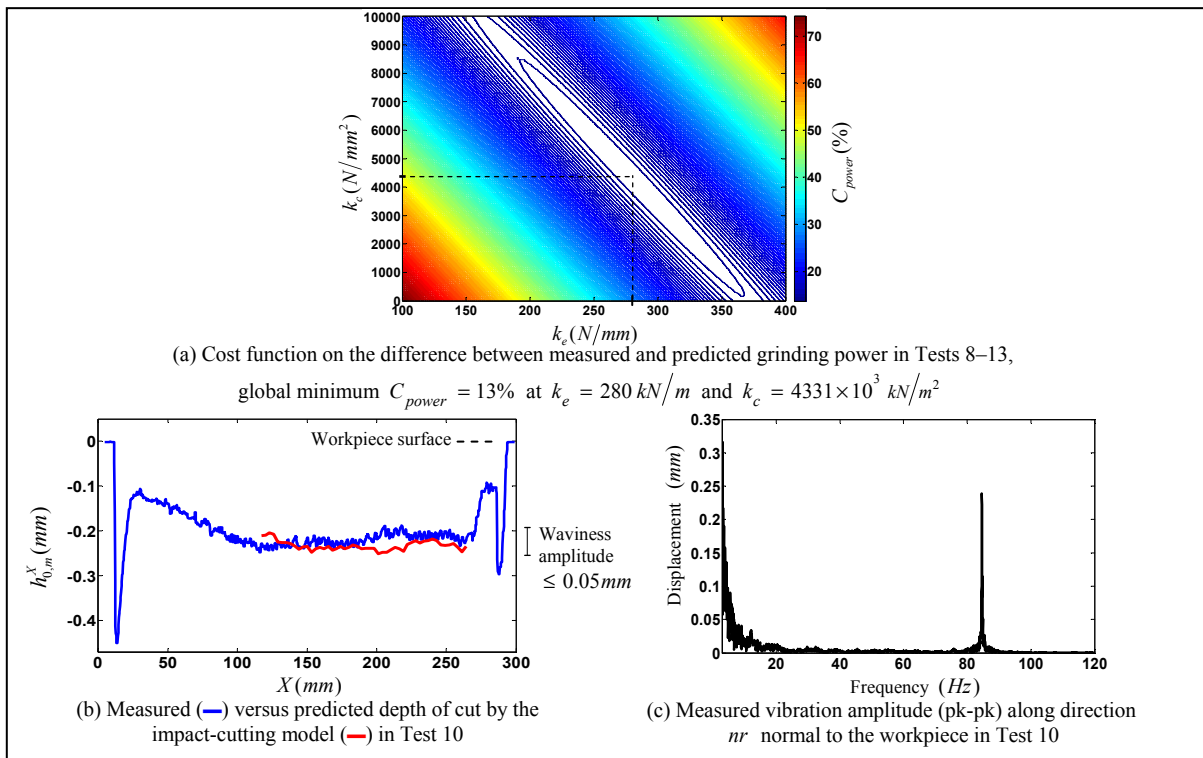 10000
9000
8000
7000
6000
5000
4000
3000
2000
1000
0
k_c (N/mm²)
100 150 200 250 300 350 400
k_e (N/mm)
70
60
50
40
30
20
C_power (%)
(a) Cost function on the difference between measured and predicted grinding power in Tests 8–13,
global minimum C_power = 13% at k_e = 280 kN/m and k_c = 4331×10³ kN/m²
0
-0.1
-0.2
-0.3
-0.4
h^X_{0,m} (mm)
Workpiece surface
Waviness
amplitude
≤ 0.05mm
0 50 100 150 200 250 300
X (mm)
(b) Measured (—) versus predicted depth of cut by the
impact-cutting model (—) in Test 10
0.35
0.3
0.25
0.2
0.15
0.1
0.05
0
Displacement (mm)
20 40 60 80 100 120
Frequency (Hz)
(c) Measured vibration amplitude (pk-pk) along direction
nr normal to the workpiece in Test 10